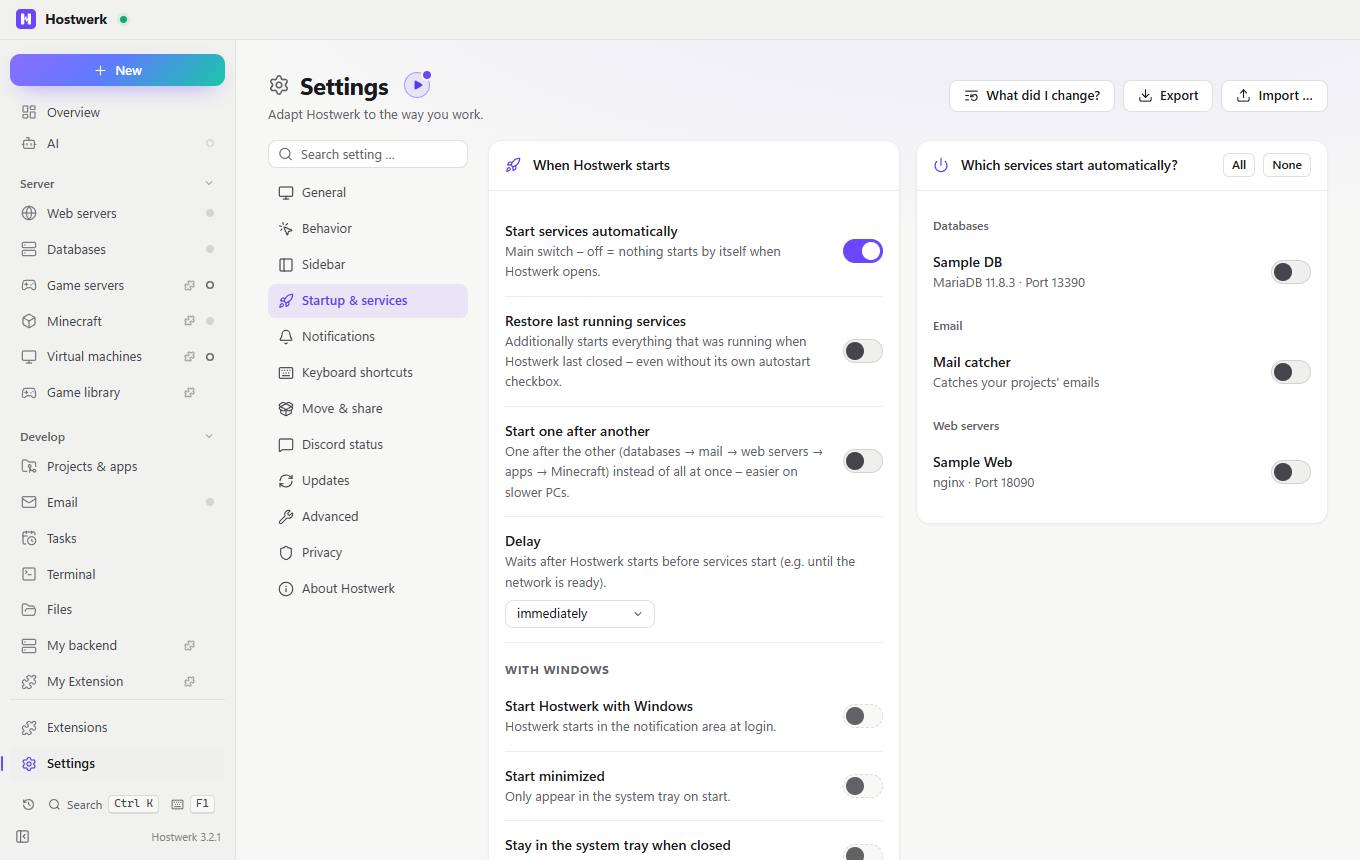 Hostwerk
New
Overview
AI
Server
Web servers
Databases
Game servers
Minecraft
Virtual machines
Game library
Develop
Projects & apps
Email
Tasks
Terminal
Files
My backend
My Extension
Extensions
Settings
Search Ctrl K F1
Hostwerk 3.2.1
Settings
Adapt Hostwerk to the way you work.
What did I change?
Export
Import ...
Search setting ...
General
Behavior
Sidebar
Startup & services
Notifications
Keyboard shortcuts
Move & share
Discord status
Updates
Advanced
Privacy
About Hostwerk
When Hostwerk starts
Start services automatically
Main switch – off = nothing starts by itself when
Hostwerk opens.
Restore last running services
Additionally starts everything that was running when
Hostwerk last closed – even without its own autostart
checkbox.
Start one after another
One after the other (databases → mail → web servers →
apps → Minecraft) instead of all at once – easier on
slower PCs.
Delay
Waits after Hostwerk starts before services start (e.g. until the
network is ready).
immediately
WITH WINDOWS
Start Hostwerk with Windows
Hostwerk starts in the notification area at login.
Start minimized
Only appear in the system tray on start.
Stay in the system tray when closed
Which services start automatically?
All
None
Databases
Sample DB
MariaDB 11.8.3 · Port 13390
Email
Mail catcher
Catches your projects' emails
Web servers
Sample Web
nginx · Port 18090